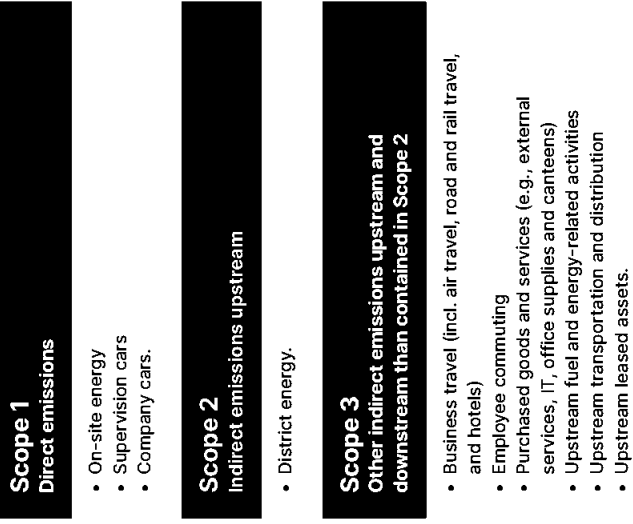 Scope 1
Direct emissions
• On-site energy
• Supervision cars
• Company cars.
Scope 2
Indirect emissions upstream
• District energy.
Scope 3
Other indirect emissions upstream and
downstream than contained in Scope 2
• Business travel (incl. air travel, road and rail travel,
and hotels)
• Employee commuting
• Purchased goods and services (e.g., external
services, IT, office supplies and canteens)
• Upstream fuel and energy-related activities
• Upstream transportation and distribution
• Upstream leased assets.